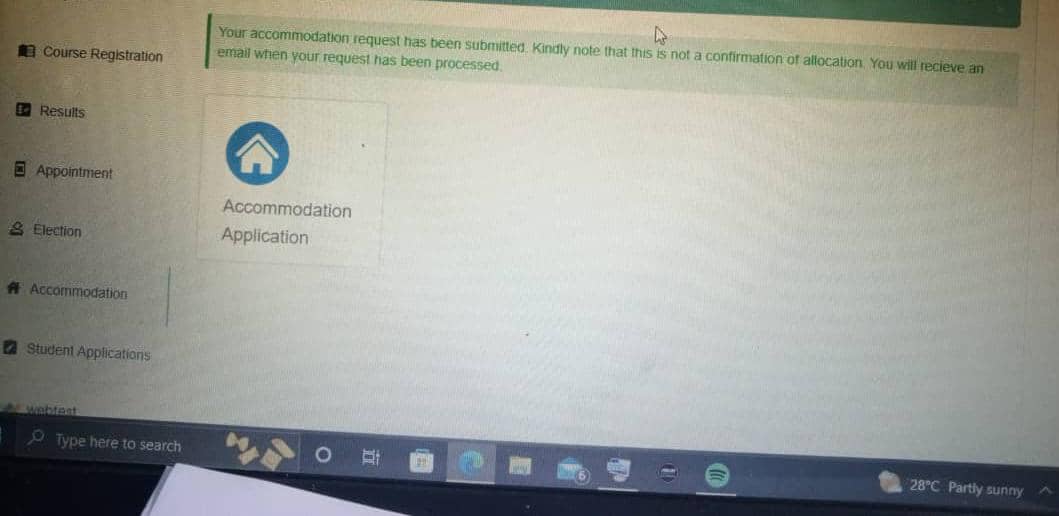 Your accommodation request has been submitted. Kindly note that this is not a confirmation of allocation. You will recieve an
email when your request has been processed.
Course Registration
Results
Appointment
Election
Accommodation
Student Applications
webtest
Accommodation
Application
Type here to search
6
28°C Partly sunny